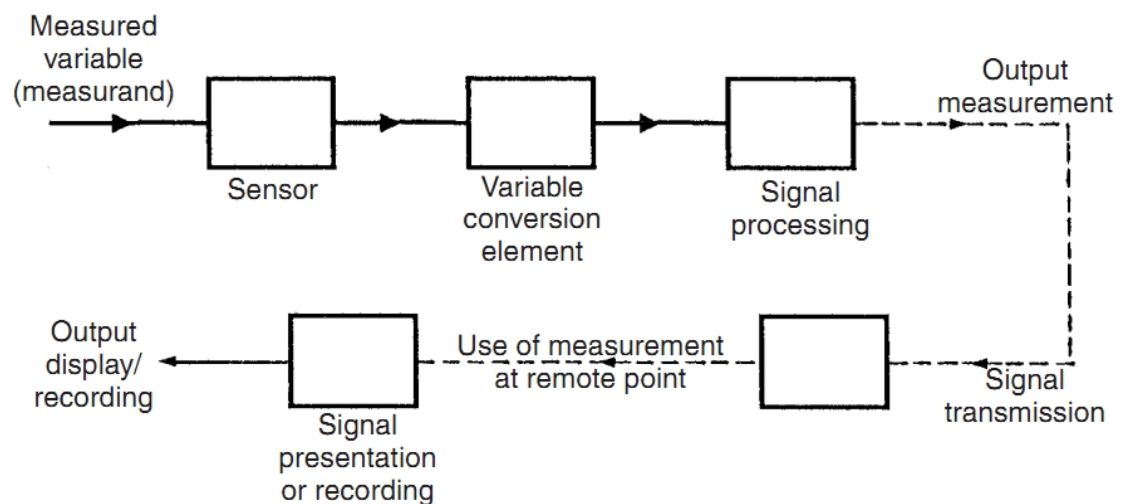 Measured
variable
(measurand)
Output
measurement
Sensor
Variable
conversion
element
Signal
processing
Output
display/
recording
Use of measurement
at remote point
Signal
transmission
Signal
presentation
or recording